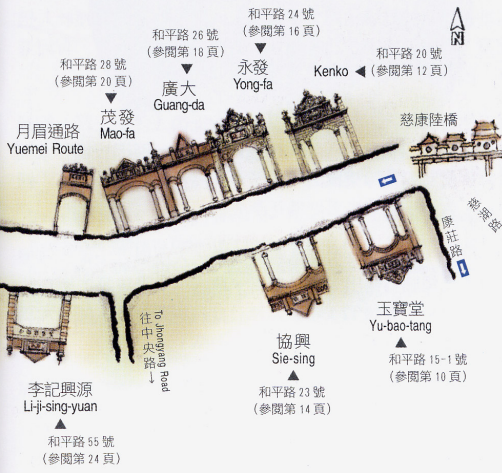 和平路 24 號
(參閱第 16 頁)
永發
Yong-fa
N
和平路 26 號
(參閱第 18 頁)
廣大
Guang-da
和平路 20 號
(參閱第 12 頁)
Kenko
和平路 28 號
(參閱第 20 頁)
茂發
Mao-fa
月眉通路
Yuemei Route
慈康陸橋
慈湖路
康莊路
玉寶堂
Yu-bao-tang
和平路 15-1 號
(參閱第 10 頁)
協興
Sie-sing
和平路 23 號
(參閱第 14 頁)
To Jhongyang Road
往中央路→
李記興源
Li-ji-sing-yuan
和平路 55 號
(參閱第 24 頁)